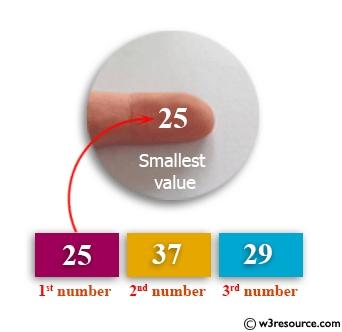 25
Smallest
value
25 37 29
1st number 2nd number 3rd number
© w3resource.com